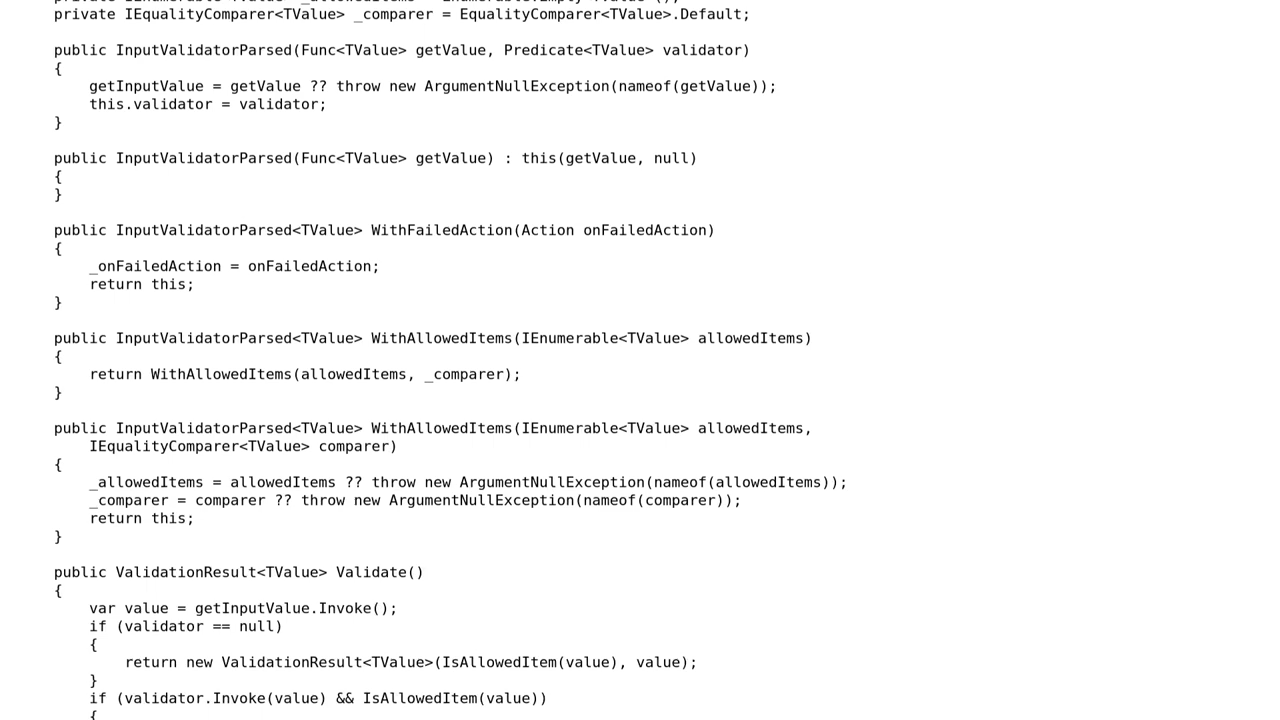 private IEqualityComparer<TValue> _comparer = EqualityComparer<TValue>.Default;
public InputValidatorParsed(Func<TValue> getValue, Predicate<TValue> validator)
{
getInputValue = getValue ?? throw new ArgumentNullException(nameof(getValue));
this.validator = validator;
}
public InputValidatorParsed(Func<TValue> getValue) : this(getValue, null)
{
}
public InputValidatorParsed<TValue> WithFailedAction(Action onFailedAction)
{
_onFailedAction = onFailedAction;
return this;
}
public InputValidatorParsed<TValue> WithAllowedItems(IEnumerable<TValue> allowedItems)
{
return WithAllowedItems(allowedItems, _comparer);
}
public InputValidatorParsed<TValue> WithAllowedItems(IEnumerable<TValue> allowedItems,
IEqualityComparer<TValue> comparer)
{
_allowedItems = allowedItems ?? throw new ArgumentNullException(nameof(allowedItems));
_comparer = comparer ?? throw new ArgumentNullException(nameof(comparer));
return this;
}
public ValidationResult<TValue> Validate()
{
var value = getInputValue.Invoke();
if (validator == null)
{
return new ValidationResult<TValue>(IsAllowedItem(value), value);
}
if (validator.Invoke(value) && IsAllowedItem(value))
{